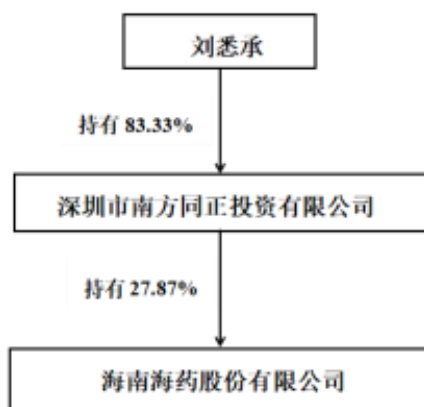 刘悉承
持有 83.33%
深圳市南方同正投资有限公司
持有 27.87%
海南海药股份有限公司